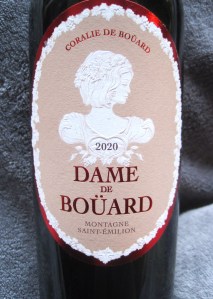 CORALIE DE BOÜARD
2020
DAME
DE
BOÜARD
MONTAGNE
SAINT-ÉMILION